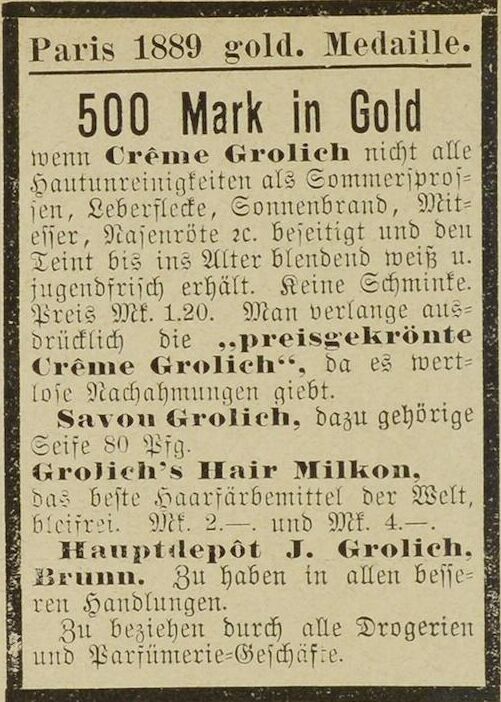 Paris 1889 gold. Medaille.
500 Mark in Gold
wenn Crême Grolich nicht alle
Hautunreinigkeiten als Sommerspros-
sen, Leberflecke, Sonnenbrand, Mit-
esser, Nasenröte ꝛc. beseitigt und den
Teint bis ins Alter blendend weiß u.
jugendfrisch erhält. Keine Schminke.
Preis Mk. 1.20. Man verlange aus-
drücklich die „preisgekrönte
Crême Grolich“, da es wert-
lose Nachahmungen giebt.
Savon Grolich, dazu gehörige
Seife 80 Pfg.
Grolich's Hair Milkon,
das beste Haarfärbemittel der Welt,
bleifrei. Mk. 2.—. und Mk. 4.—.
Hauptdepôt J. Grolich,
Brunn. Zu haben in allen besse-
ren Handlungen.
Zu beziehen durch alle Drogerien
und Parfümerie-Geschäfte.